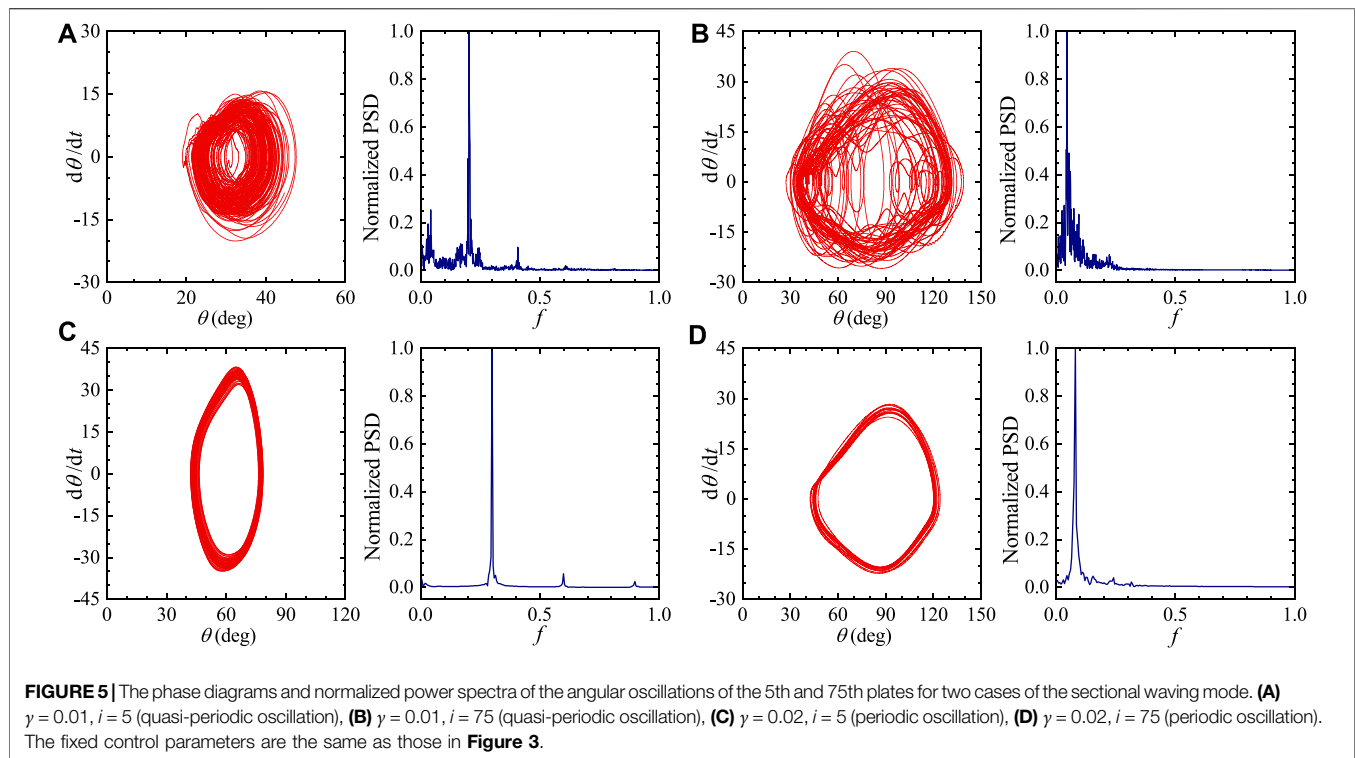 A
30
15
0
-15
-30
dθ/dt
0 20 40 60
θ (deg)
1.0
0.8
0.6
0.4
0.2
0.0
Normalized PSD
0.0 0.5 1.0
f
B
45
30
15
0
-15
-30
dθ/dt
0 30 60 90 120 150
θ (deg)
1.0
0.8
0.6
0.4
0.2
0.0
Normalized PSD
0.0 0.5 1.0
f
C
45
30
15
0
-15
-30
-45
dθ/dt
0 30 60 90 120
θ (deg)
1.0
0.8
0.6
0.4
0.2
0.0
Normalized PSD
0.0 0.5 1.0
f
D
45
30
15
0
-15
-30
dθ/dt
0 30 60 90 120 150
θ (deg)
1.0
0.8
0.6
0.4
0.2
0.0
Normalized PSD
0.0 0.5 1.0
f
FIGURE 5 | The phase diagrams and normalized power spectra of the angular oscillations of the 5th and 75th plates for two cases of the sectional waving mode. (A)
γ = 0.01, i = 5 (quasi-periodic oscillation), (B) γ = 0.01, i = 75 (quasi-periodic oscillation), (C) γ = 0.02, i = 5 (periodic oscillation), (D) γ = 0.02, i = 75 (periodic oscillation).
The fixed control parameters are the same as those in Figure 3.